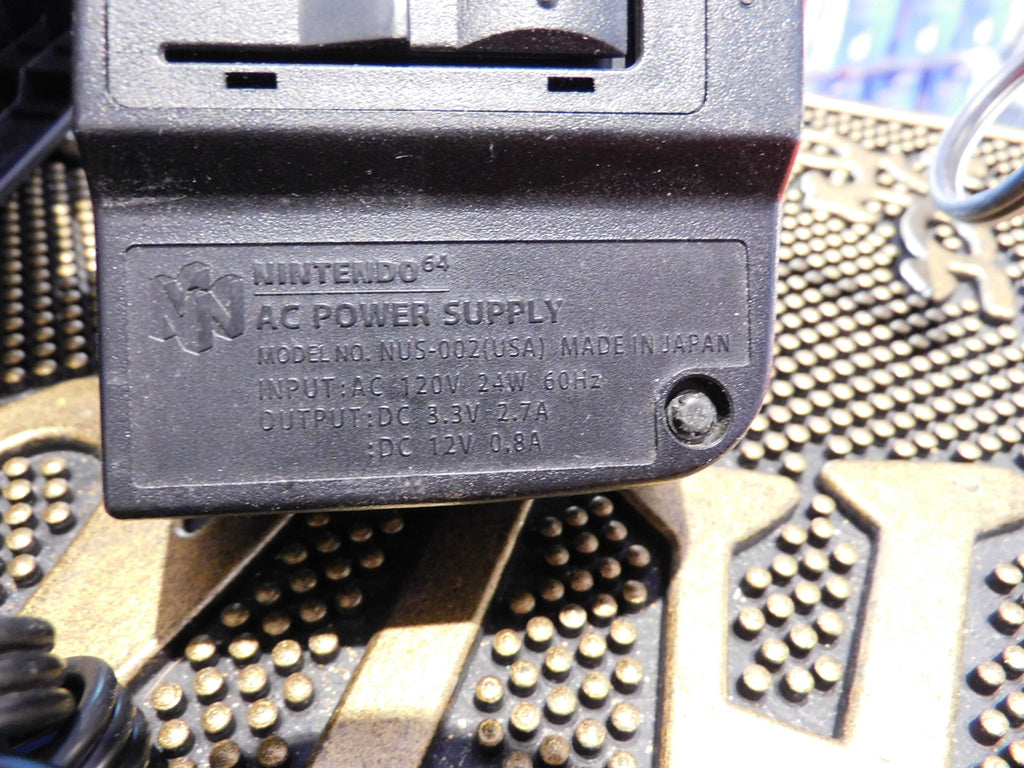 NINTENDO64
AC POWER SUPPLY
MODEL NO. NUS-002(USA) MADE IN JAPAN
INPUT:AC 120V 24W 60Hz
OUTPUT:DC 3.3V 2.7A
:DC 12V 0.8A